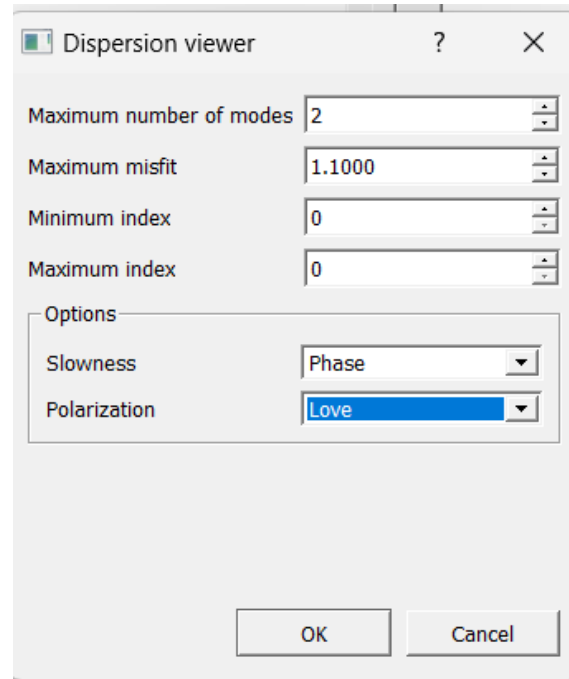 Dispersion viewer ?
Maximum number of modes 2
Maximum misfit 1.1000
Minimum index 0
Maximum index 0
Options
Slowness Phase
Polarization Love
OK Cancel